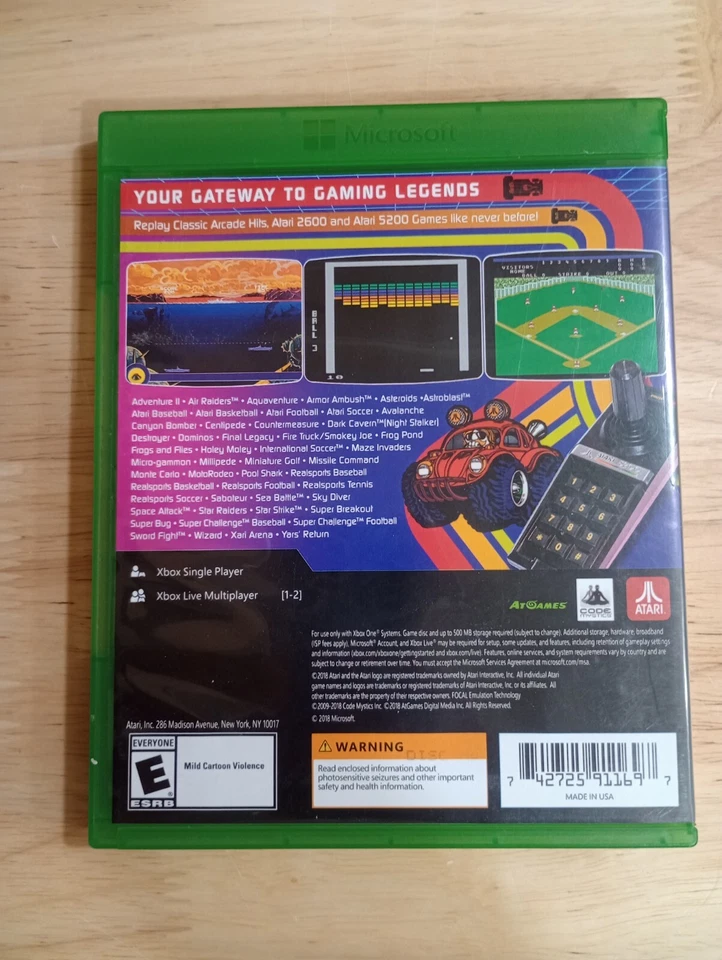 Microsoft
YOUR GATEWAY TO GAMING LEGENDS
Replay Classic Arcade Hits, Atari 2600 and Atari 5200 Games like never before!
VISITORS
HOME
BALL
STRIKE
OUT
BALL 3
Adventure II • Air Raiders™ • Aquaventure • Armor Ambush™ • Asteroids • Astroblast™
Atari Baseball • Atari Basketball • Atari Football • Atari Soccer • Avalanche
Canyon Bomber • Centipede • Countermeasure • Dark Cavern™(Night Stalker)
Destroyer • Dominos • Final Legacy • Fire Truck/Smokey Joe • Frog Pond
Frogs and Flies • Holey Moley • International Soccer™ • Maze Invaders
Micro-gammon • Millipede • Miniature Golf • Missile Command
Monte Carlo • MotoRodeo • Pool Shark • Realsports Baseball
Realsports Basketball • Realsports Football • Realsports Tennis
Realsports Soccer • Saboteur • Sea Battle™ • Sky Diver
Space Attack™ • Star Raiders • Star Strike™ • Super Breakout
Super Bug • Super Challenge™ Baseball • Super Challenge™ Football
Sword Fight™ • Wizard • Xari Arena • Yars' Return
Xbox Single Player
Xbox Live Multiplayer [1-2]
ATGAMES
CODE
MYSTICS
ATARI
For use only with Xbox One® Systems. Game disc and up to 500 MB storage required (subject to change). Additional storage, hardware, broadband
(ISP fees apply), Microsoft® Account, and Xbox Live® may be required for setup, some updates, and features, including retention of gameplay settings
and information (xbox.com/xboxone/gettingstarted and xbox.com/live). Features, online services, and system requirements vary by country and are
subject to change or retirement over time. You must accept the Microsoft Services Agreement at microsoft.com/msa.
©2018 Atari and the Atari logo are registered trademarks owned by Atari Interactive, Inc. All individual Atari
game names and logos are trademarks or registered trademarks of Atari Interactive, Inc. or its affiliates. All
other trademarks are the property of their respective owners. FOCAL Emulation Technology
©2009-2018 Code Mystics Inc. ©2018 AtGames Digital Media Inc. All Rights Reserved.
© 2018 Microsoft.
Atari, Inc. 286 Madison Avenue, New York, NY 10017
EVERYONE
E
ESRB
Mild Cartoon Violence
WARNING
Read enclosed information about
photosensitive seizures and other important
safety and health information.
7 42725 91169 7
MADE IN USA